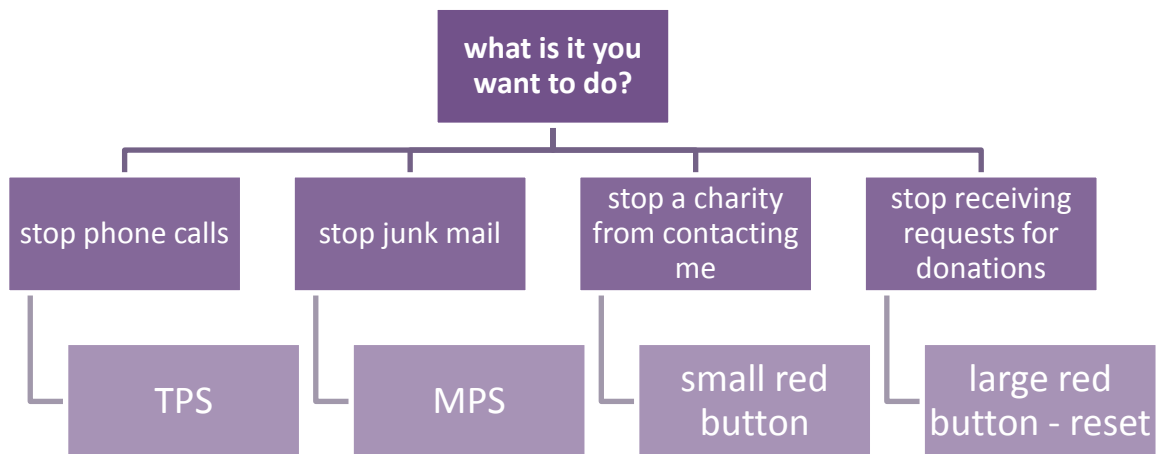 what is it you
want to do?
stop phone calls
stop junk mail
stop a charity
from contacting
me
stop receiving
requests for
donations
TPS
MPS
small red
button
large red
button - reset